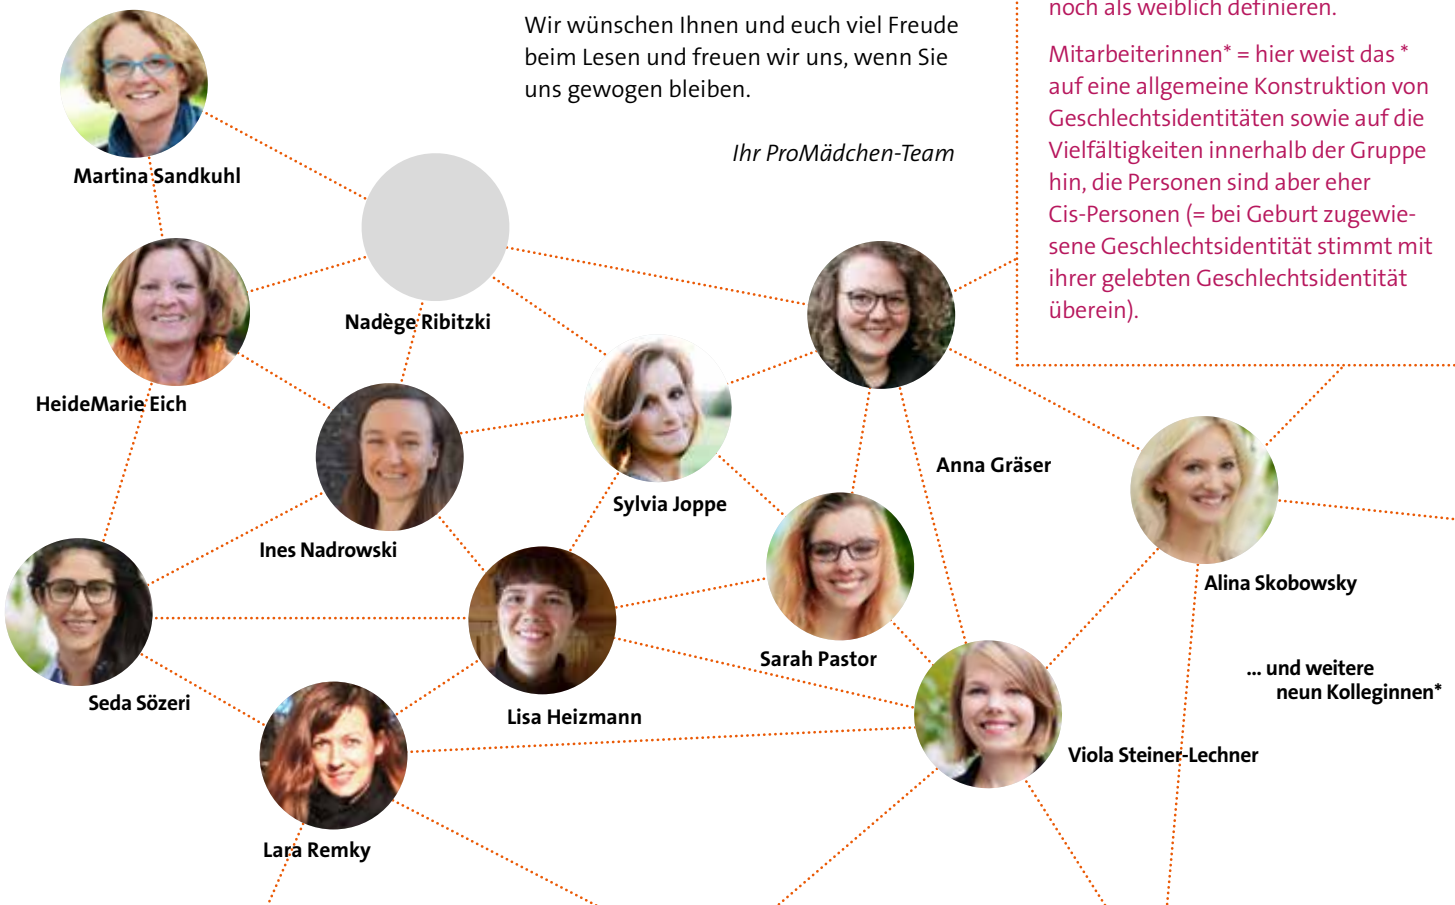 Wir wünschen Ihnen und euch viel Freude
beim Lesen und freuen wir uns, wenn Sie
uns gewogen bleiben.
Ihr ProMädchen-Team
noch als weiblich definieren.
Mitarbeiterinnen* = hier weist das *
auf eine allgemeine Konstruktion von
Geschlechtsidentitäten sowie auf die
Vielfältigkeiten innerhalb der Gruppe
hin, die Personen sind aber eher
Cis-Personen (= bei Geburt zugewie-
sene Geschlechtsidentität stimmt mit
ihrer gelebten Geschlechtsidentität
überein).
Martina Sandkuhl
Nadège Ribitzki
HeideMarie Eich
Anna Gräser
Sylvia Joppe
Ines Nadrowski
Alina Skobowsky
Sarah Pastor
... und weitere
neun Kolleginnen*
Seda Sözeri
Lisa Heizmann
Viola Steiner-Lechner
Lara Remky